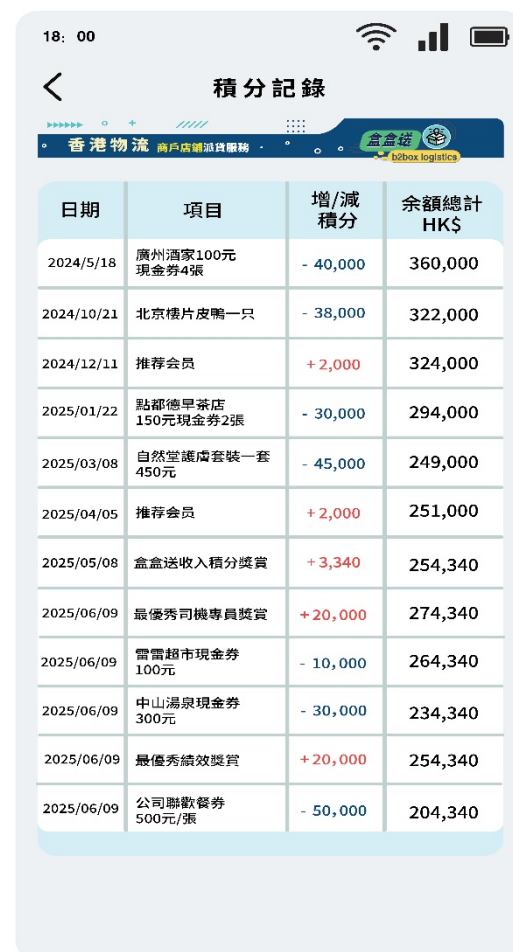 18: 00
積分記錄
香港物流 商戶店鋪派貨服務
盒盒送
b2box logistics
日期 項目 增/減 積分 余額總計 HK$
2024/5/18 廣州酒家100元 現金券4張 - 40,000 360,000
2024/10/21 北京樓片皮鴨一只 - 38,000 322,000
2024/12/11 推荐会员 +2,000 324,000
2025/01/22 點都德早茶店 150元現金券2張 - 30,000 294,000
2025/03/08 自然堂護膚套裝一套 450元 - 45,000 249,000
2025/04/05 推荐会员 +2,000 251,000
2025/05/08 盒盒送收入積分獎賞 +3,340 254,340
2025/06/09 最優秀司機專員獎賞 +20,000 274,340
2025/06/09 雷雷超市現金券 100元 - 10,000 264,340
2025/06/09 中山湯泉現金券 300元 - 30,000 234,340
2025/06/09 最優秀績效獎賞 +20,000 254,340
2025/06/09 公司聯歡餐券 500元/張 - 50,000 204,340